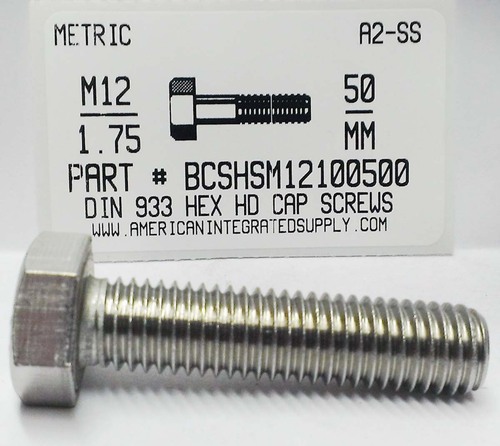 METRIC A2-SS
M12 50
1.75 MM
PART # BCSHSM12100500
DIN 933 HEX HD CAP SCREWS
WWW.AMERICANINTEGRATEDSUPPLY.COM